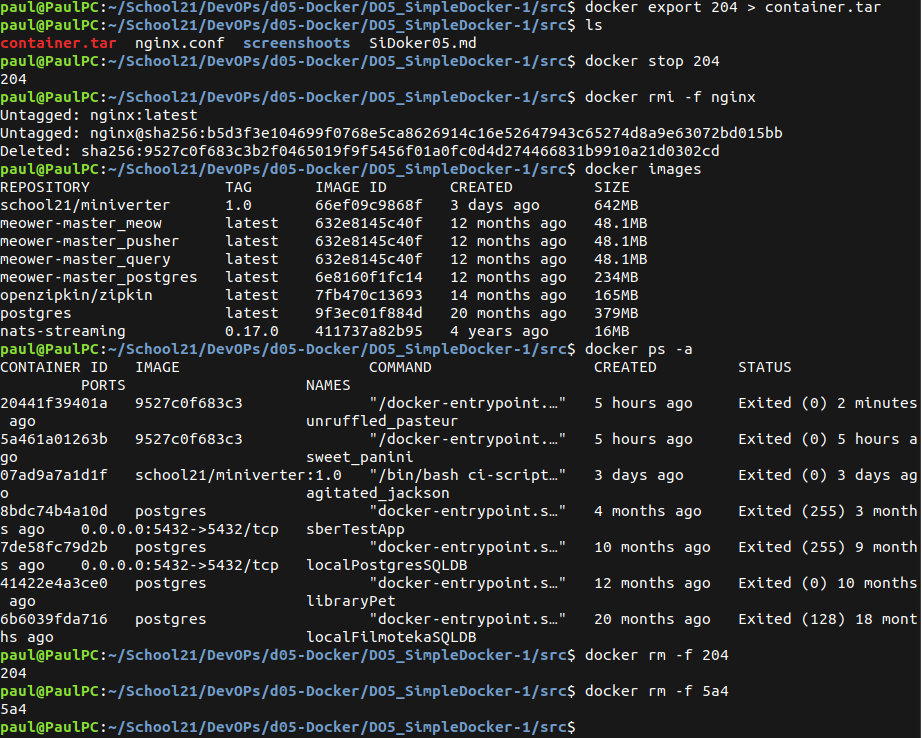 paul@PaulPC:~/School21/DevOPs/d05-Docker/DO5_SimpleDocker-1/src$ docker export 204 > container.tar
paul@PaulPC:~/School21/DevOPs/d05-Docker/DO5_SimpleDocker-1/src$ ls
container.tar  nginx.conf  screenshoots  SiDoker05.md
paul@PaulPC:~/School21/DevOPs/d05-Docker/DO5_SimpleDocker-1/src$ docker stop 204
204
paul@PaulPC:~/School21/DevOPs/d05-Docker/DO5_SimpleDocker-1/src$ docker rmi -f nginx
Untagged: nginx:latest
Untagged: nginx@sha256:b5d3f3e104699f0768e5ca8626914c16e52647943c65274d8a9e63072bd015bb
Deleted: sha256:9527c0f683c3b2f0465019f9f5456f01a0fc0d4d274466831b9910a21d0302cd
paul@PaulPC:~/School21/DevOPs/d05-Docker/DO5_SimpleDocker-1/src$ docker images
REPOSITORY               TAG       IMAGE ID       CREATED         SIZE
school21/miniverter      1.0       66ef09c9868f   3 days ago      642MB
meower-master_meow       latest    632e8145c40f   12 months ago   48.1MB
meower-master_pusher     latest    632e8145c40f   12 months ago   48.1MB
meower-master_query      latest    632e8145c40f   12 months ago   48.1MB
meower-master_postgres   latest    6e8160f1fc14   12 months ago   234MB
openzipkin/zipkin        latest    7fb470c13693   14 months ago   165MB
postgres                 latest    9f3ec01f884d   20 months ago   379MB
nats-streaming           0.17.0    411737a82b95   4 years ago     16MB
paul@PaulPC:~/School21/DevOPs/d05-Docker/DO5_SimpleDocker-1/src$ docker ps -a
CONTAINER ID   IMAGE                     COMMAND                  CREATED         STATUS
         PORTS                    NAMES
20441f39401a   9527c0f683c3              "/docker-entrypoint.…"   5 hours ago     Exited (0) 2 minutes
 ago                              unruffled_pasteur
5a461a01263b   9527c0f683c3              "/docker-entrypoint.…"   5 hours ago     Exited (0) 5 hours a
go                                sweet_panini
07ad9a7a1d1f   school21/miniverter:1.0   "/bin/bash ci-script…"   3 days ago      Exited (0) 3 days ag
o                                 agitated_jackson
8bdc74b4a10d   postgres                  "docker-entrypoint.s…"   4 months ago    Exited (255) 3 month
s ago    0.0.0.0:5432->5432/tcp   sberTestApp
7de58fc79d2b   postgres                  "docker-entrypoint.s…"   10 months ago   Exited (255) 9 month
s ago    0.0.0.0:5432->5432/tcp   localPostgresSQLDB
41422e4a3ce0   postgres                  "docker-entrypoint.s…"   12 months ago   Exited (0) 10 months
 ago                              libraryPet
6b6039fda716   postgres                  "docker-entrypoint.s…"   20 months ago   Exited (128) 18 mont
hs ago                            localFilmotekaSQLDB
paul@PaulPC:~/School21/DevOPs/d05-Docker/DO5_SimpleDocker-1/src$ docker rm -f 204
204
paul@PaulPC:~/School21/DevOPs/d05-Docker/DO5_SimpleDocker-1/src$ docker rm -f 5a4
5a4
paul@PaulPC:~/School21/DevOPs/d05-Docker/DO5_SimpleDocker-1/src$